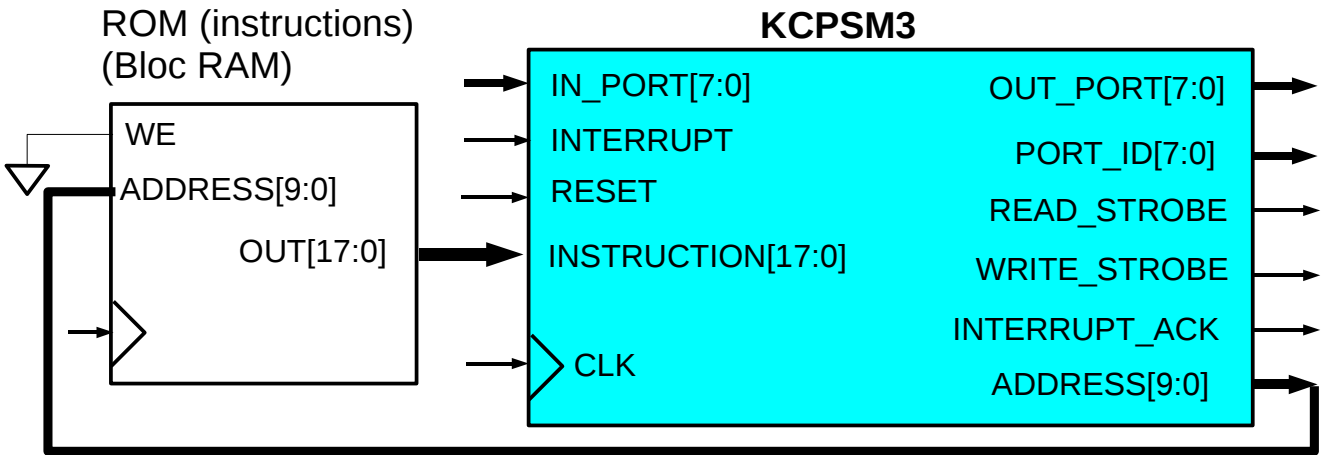 ROM (instructions)
(Bloc RAM)
WE
ADDRESS[9:0]
OUT[17:0]
KCPSM3
IN_PORT[7:0]
INTERRUPT
RESET
INSTRUCTION[17:0]
CLK
OUT_PORT[7:0]
PORT_ID[7:0]
READ_STROBE
WRITE_STROBE
INTERRUPT_ACK
ADDRESS[9:0]